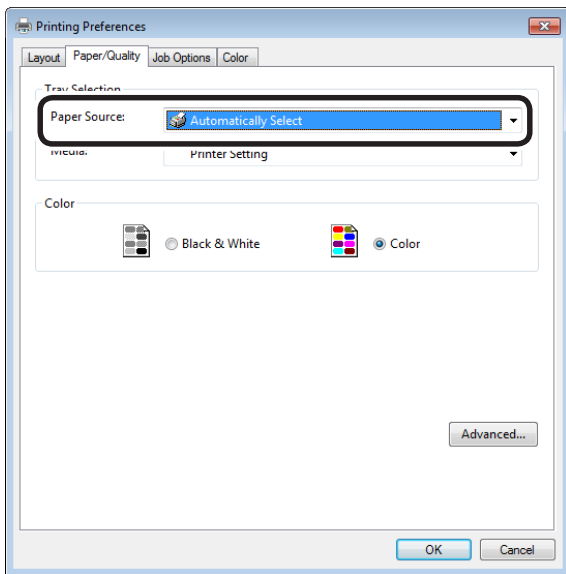 Printing Preferences
Layout Paper/Quality Job Options Color
Tray Selection
Paper Source: Automatically Select
Media: Printer Setting
Color
Black & White Color
Advanced...
OK Cancel